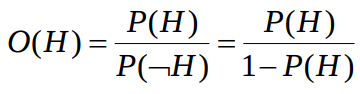 O(H) = P(H) / P(¬H) = P(H) / 1 − P(H)